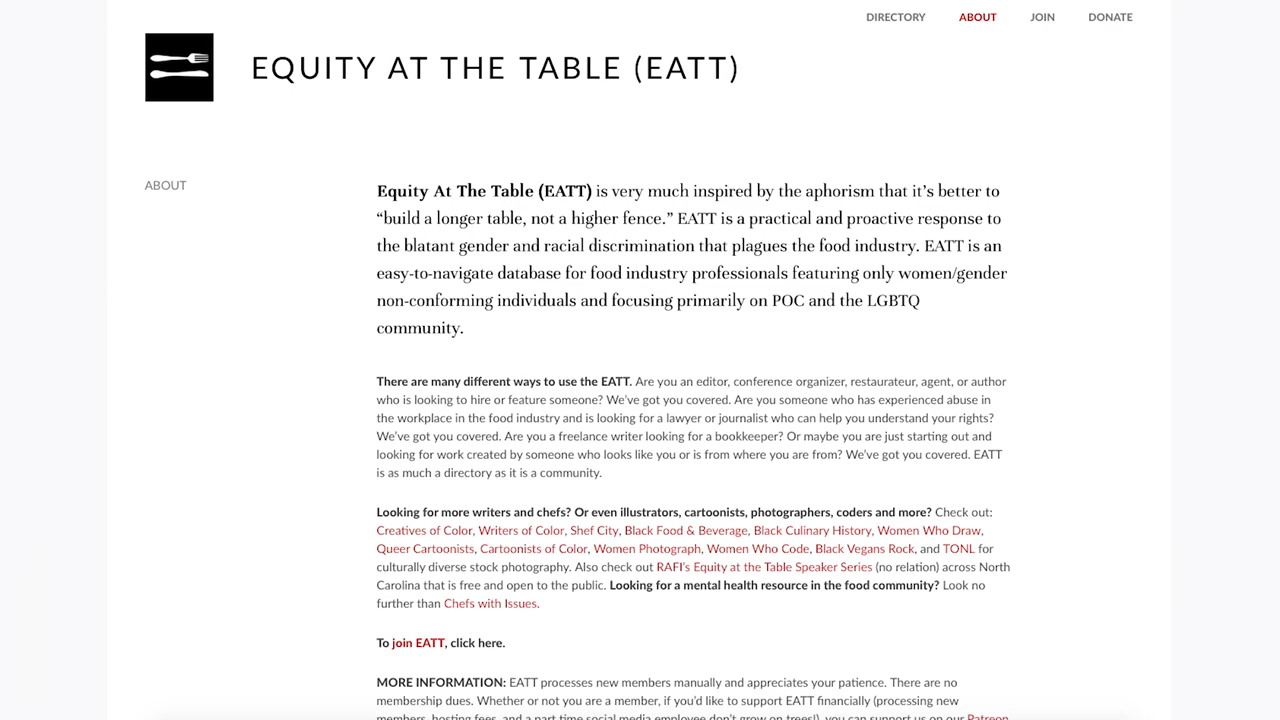 DIRECTORY ABOUT JOIN DONATE
EQUITY AT THE TABLE (EATT)
ABOUT
Equity At The Table (EATT) is very much inspired by the aphorism that it's better to
“build a longer table, not a higher fence.” EATT is a practical and proactive response to
the blatant gender and racial discrimination that plagues the food industry. EATT is an
easy-to-navigate database for food industry professionals featuring only women/gender
non-conforming individuals and focusing primarily on POC and the LGBTQ
community.
There are many different ways to use the EATT. Are you an editor, conference organizer, restaurateur, agent, or author
who is looking to hire or feature someone? We've got you covered. Are you someone who has experienced abuse in
the workplace in the food industry and is looking for a lawyer or journalist who can help you understand your rights?
We've got you covered. Are you a freelance writer looking for a bookkeeper? Or maybe you are just starting out and
looking for work created by someone who looks like you or is from where you are from? We've got you covered. EATT
is as much a directory as it is a community.
Looking for more writers and chefs? Or even illustrators, cartoonists, photographers, coders and more? Check out:
Creatives of Color, Writers of Color, Shef City, Black Food & Beverage, Black Culinary History, Women Who Draw,
Queer Cartoonists, Cartoonists of Color, Women Photograph, Women Who Code, Black Vegans Rock, and TONL for
culturally diverse stock photography. Also check out RAFI's Equity at the Table Speaker Series (no relation) across North
Carolina that is free and open to the public. Looking for a mental health resource in the food community? Look no
further than Chefs with Issues.
To join EATT, click here.
MORE INFORMATION: EATT processes new members manually and appreciates your patience. There are no
membership dues. Whether or not you are a member, if you'd like to support EATT financially (processing new
members, hosting fees, and a part time social media employee don't grow on trees!), you can support us on our Patreon